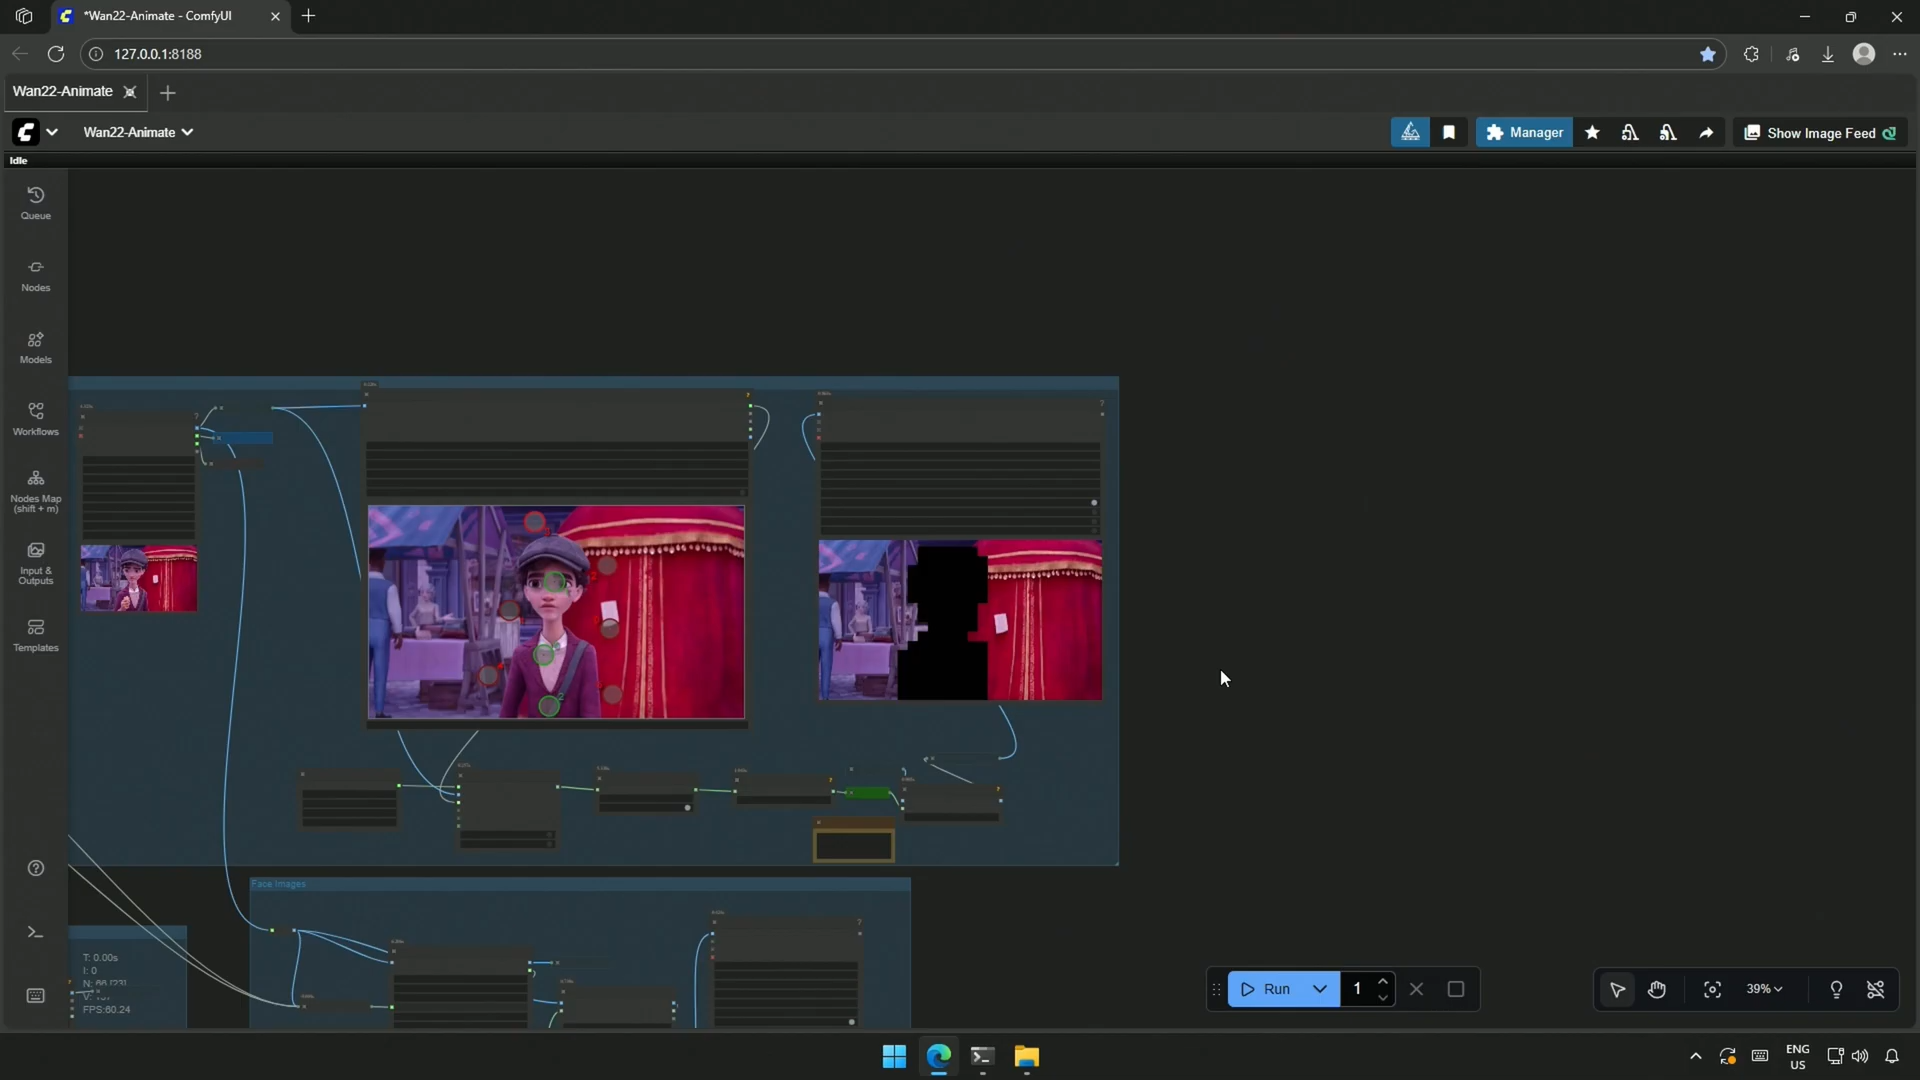 *Wan22-Animate - ComfyUI
127.0.0.1:8188
Wan22-Animate
Wan22-Animate
Manager
Show Image Feed
Idle
Queue
Nodes
Models
Workflows
Nodes Map
(shift + m)
Input &
Outputs
Templates
Face Images
T: 0.00s
I: 0
FPS:60.24
Run
1
39%
ENG
US